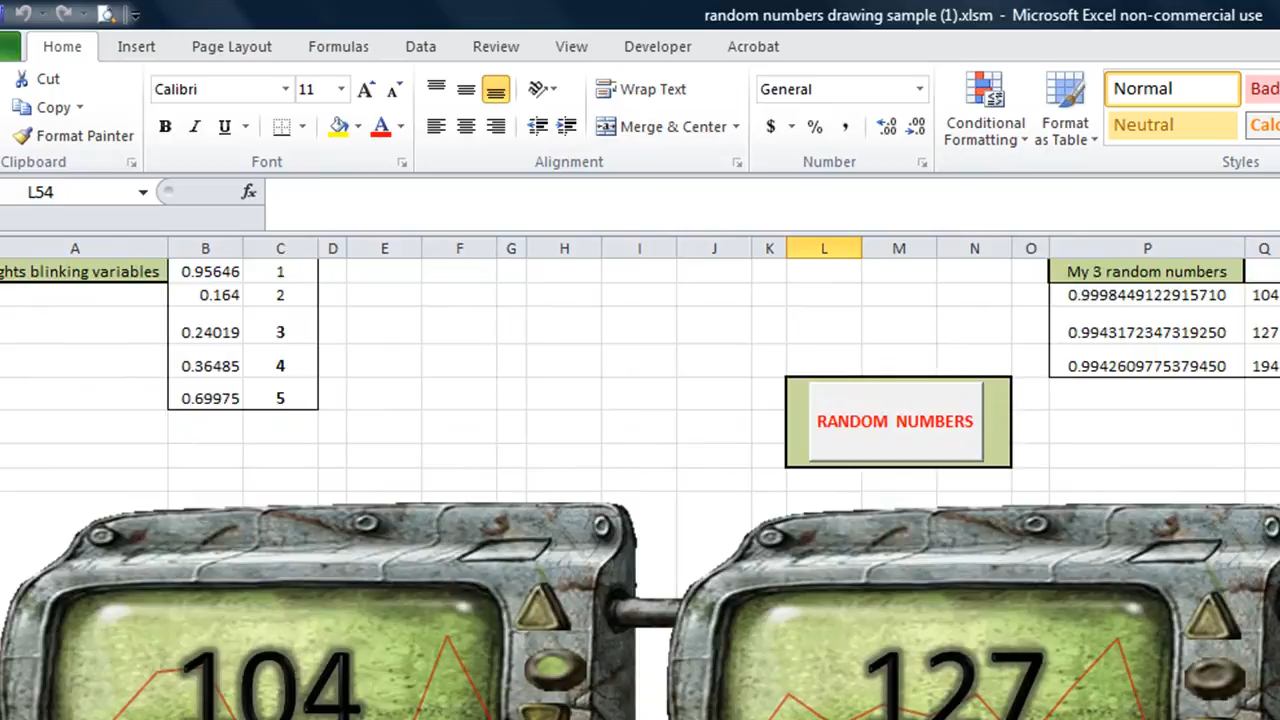 random numbers drawing sample (1).xlsm - Microsoft Excel non-commercial use
Home Insert Page Layout Formulas Data Review View Developer Acrobat
Cut
Copy
Format Painter
Clipboard
Calibri 11
B I U A
Font
Wrap Text
Merge & Center
Alignment
General
$ % ,
Number
Conditional Formatting
Format as Table
Normal Bad
Neutral Calc
Styles
L54 fx
A B C D E F G H I J K L M N O P Q
ghts blinking variables 0.95646 1 My 3 random numbers
0.164 2 0.9998449122915710 104
0.24019 3 0.9943172347319250 127
0.36485 4 0.9942609775379450 194
0.69975 5
RANDOM NUMBERS
104 127